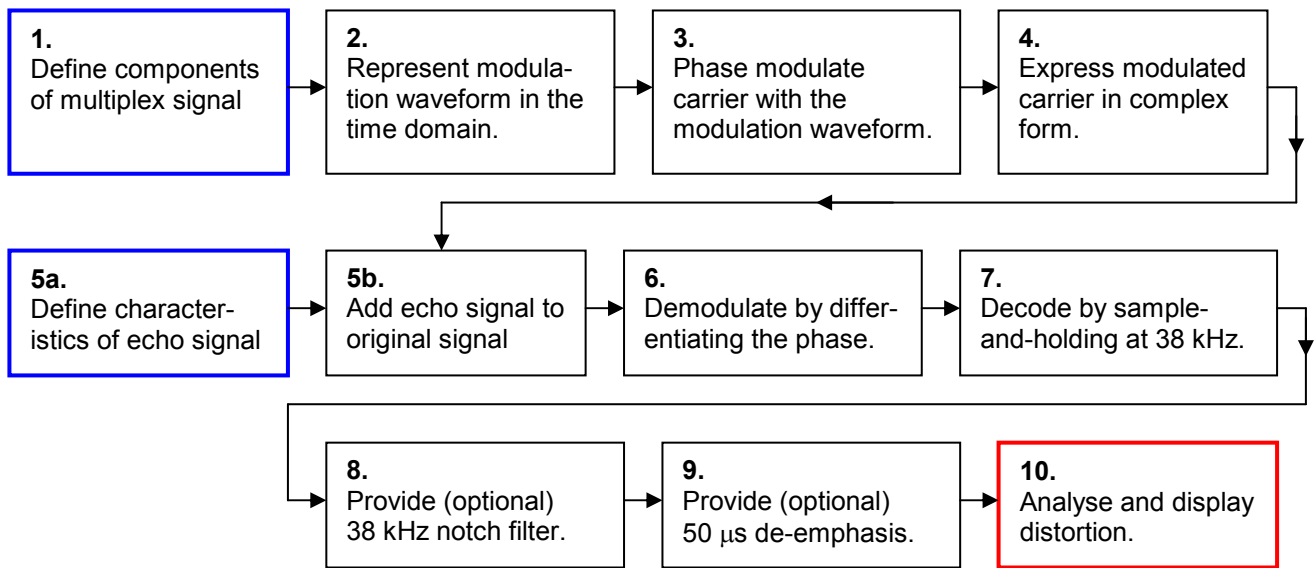 1.
Define components
of multiplex signal
2.
Represent modula-
tion waveform in the
time domain.
3.
Phase modulate
carrier with the
modulation waveform.
4.
Express modulated
carrier in complex
form.
5a.
Define character-
istics of echo signal
5b.
Add echo signal to
original signal
6.
Demodulate by differ-
entiating the phase.
7.
Decode by sample-
and-holding at 38 kHz.
8.
Provide (optional)
38 kHz notch filter.
9.
Provide (optional)
50 μs de-emphasis.
10.
Analyse and display
distortion.